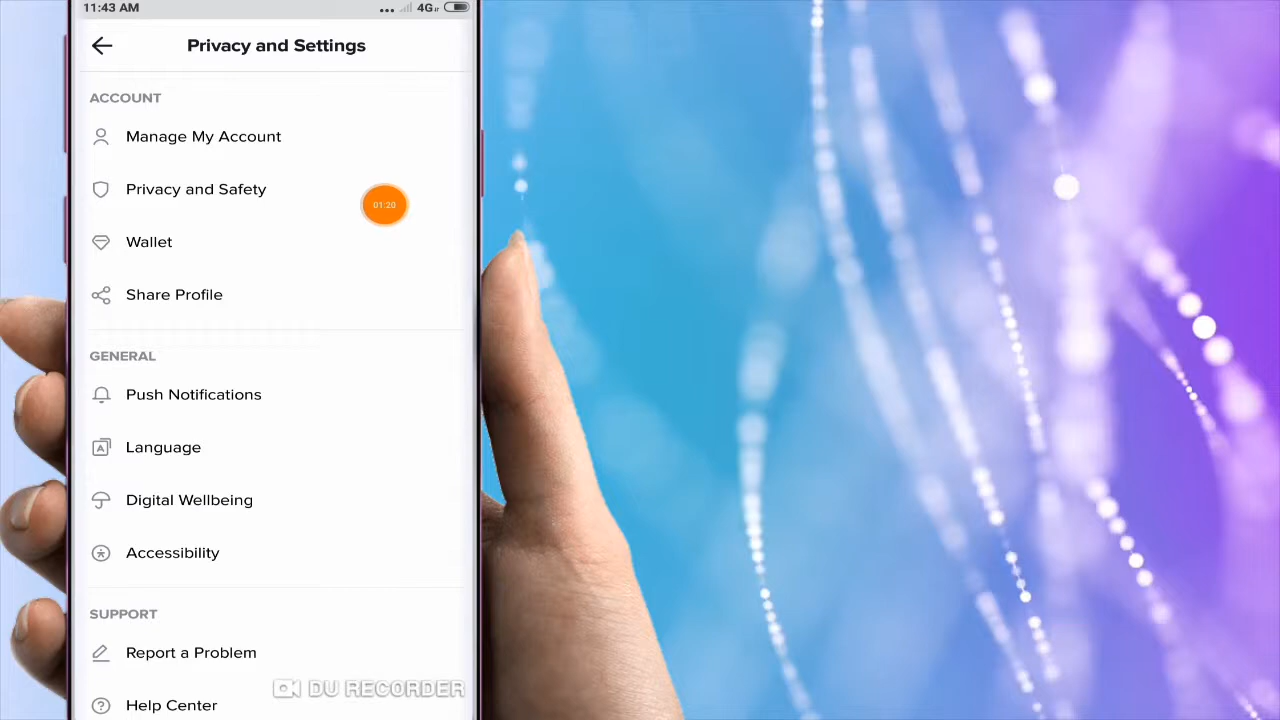 11:43 AM
4G
Privacy and Settings
ACCOUNT
Manage My Account
Privacy and Safety
01:20
Wallet
Share Profile
GENERAL
Push Notifications
Language
Digital Wellbeing
Accessibility
SUPPORT
Report a Problem
DU RECORDER
Help Center